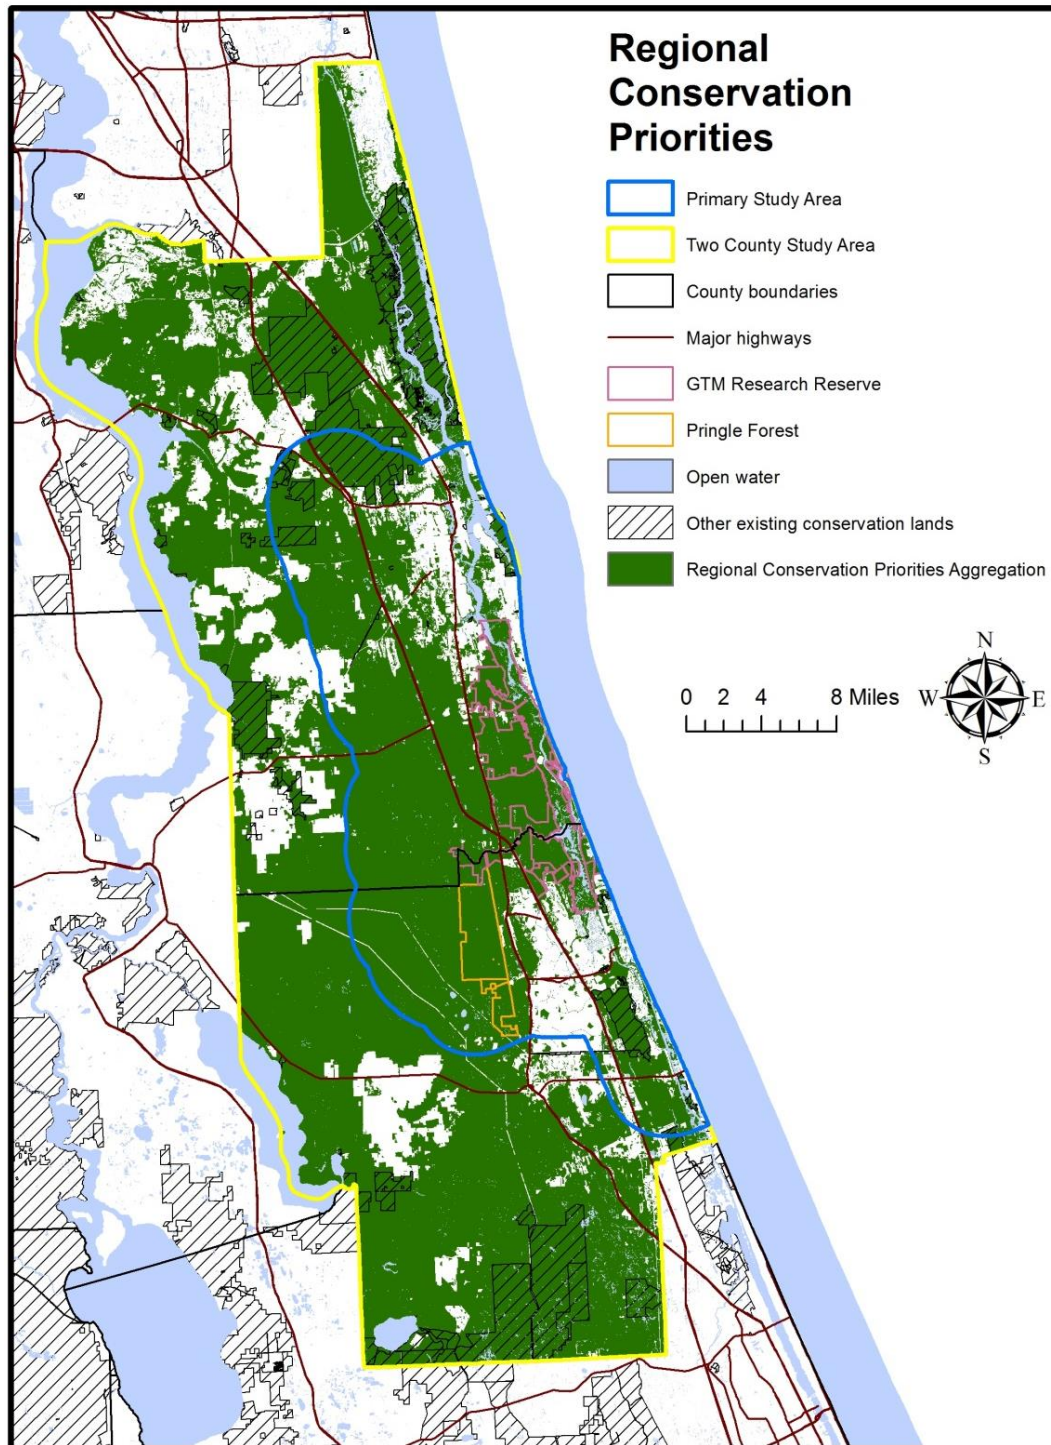 Regional
Conservation
Priorities
Primary Study Area
Two County Study Area
County boundaries
Major highways
GTM Research Reserve
Pringle Forest
Open water
Other existing conservation lands
Regional Conservation Priorities Aggregation
N
W E
S
0 2 4 8 Miles